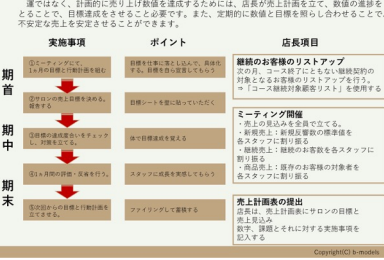 運ではなく、計画的に売り上げ数値を達成するためには、店長が売上計画を立て、数値の進捗を
とることで、目標達成をさせること必要です。また、定期的に数値と目標を照らし合わせることで、
不安定な売上を安定させることができます。
実施事項
ポイント
店長項目
期首
①ミーティングにて、
1ヵ月の目標と行動計画を組む
目標を仕事に落とし込んで、具体化
する。目標を自ら宣言してもらう
継続のお客様のリストアップ
次の月、コース終了にともない継続契約の
対象となるお客様のリストアップを行う。
⇒「コース継続対象顧客リスト」を使用する
②サロンの売上目標を決める。
報告する
目標シートを壁に貼っていただく
期中
③目標の達成度合いをチェック
し、対策を立てる。
体で目標達成を覚える
ミーティング開催
・売上の見込みを全員で立てる。
・新規売上：新規反響数の標準値を
各スタッフに割り振る
・継続売上：継続のお客数を各スタッフに
割り振る
・商品売上：既存のお客様の対象者を
各スタッフに割り振る
期末
④1ヵ月間の評価・反省を行う。
スタッフに成長を実感してもらう
⑤次回からの目標と行動計画を
立てさせる。
ファイリングして蓄積する
売上計画表の提出
店長は、売上計画表にサロンの目標と
売上見込み
数字、課題とそれに対する実施事項を
記入する
Copyright(C) b-models